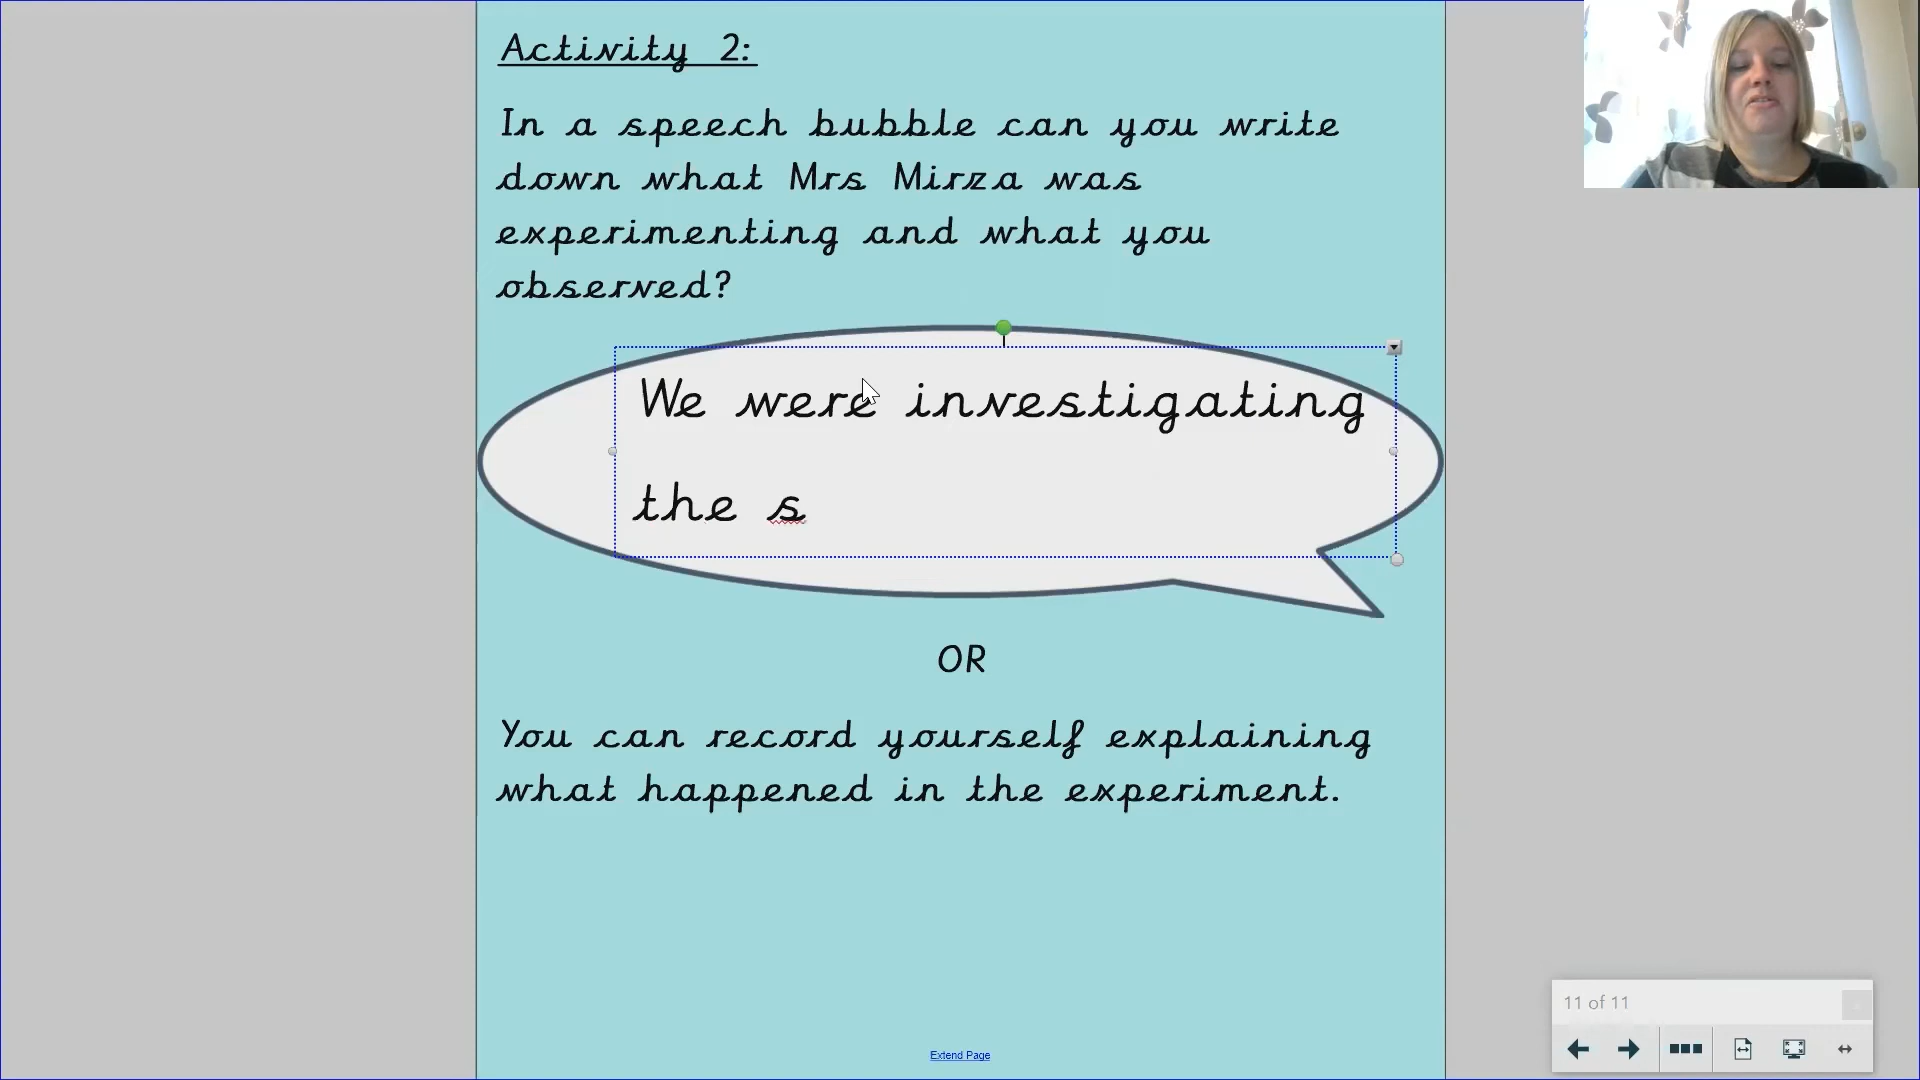 Activity 2:
In a speech bubble can you write
down what Mrs Mirza was
experimenting and what you
observed?
We were investigating
the s
OR
You can record yourself explaining
what happened in the experiment.
Extend Page
11 of 11